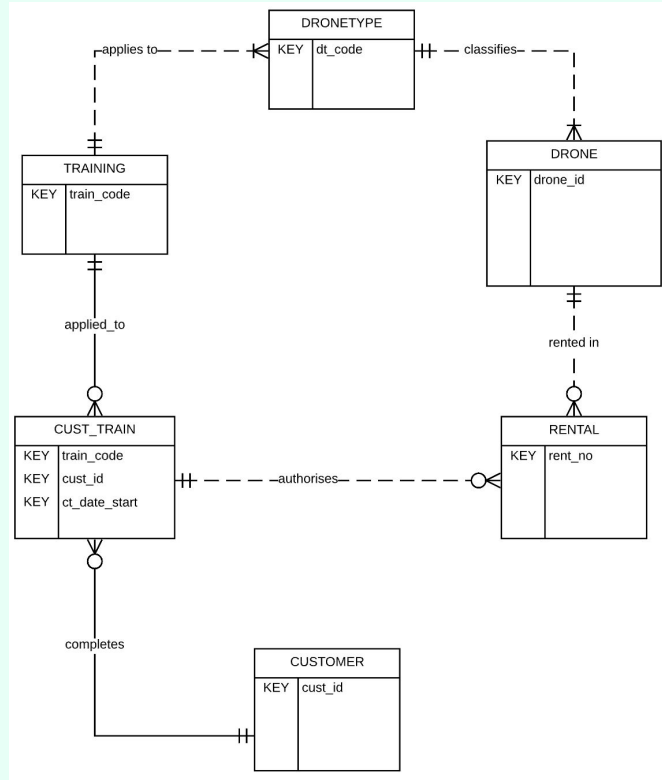 DRONETYPE
KEY dt_code
applies to
classifies
TRAINING
KEY train_code
DRONE
KEY drone_id
applied_to
rented in
CUST_TRAIN
KEY train_code
KEY cust_id
KEY ct_date_start
authorises
RENTAL
KEY rent_no
completes
CUSTOMER
KEY cust_id